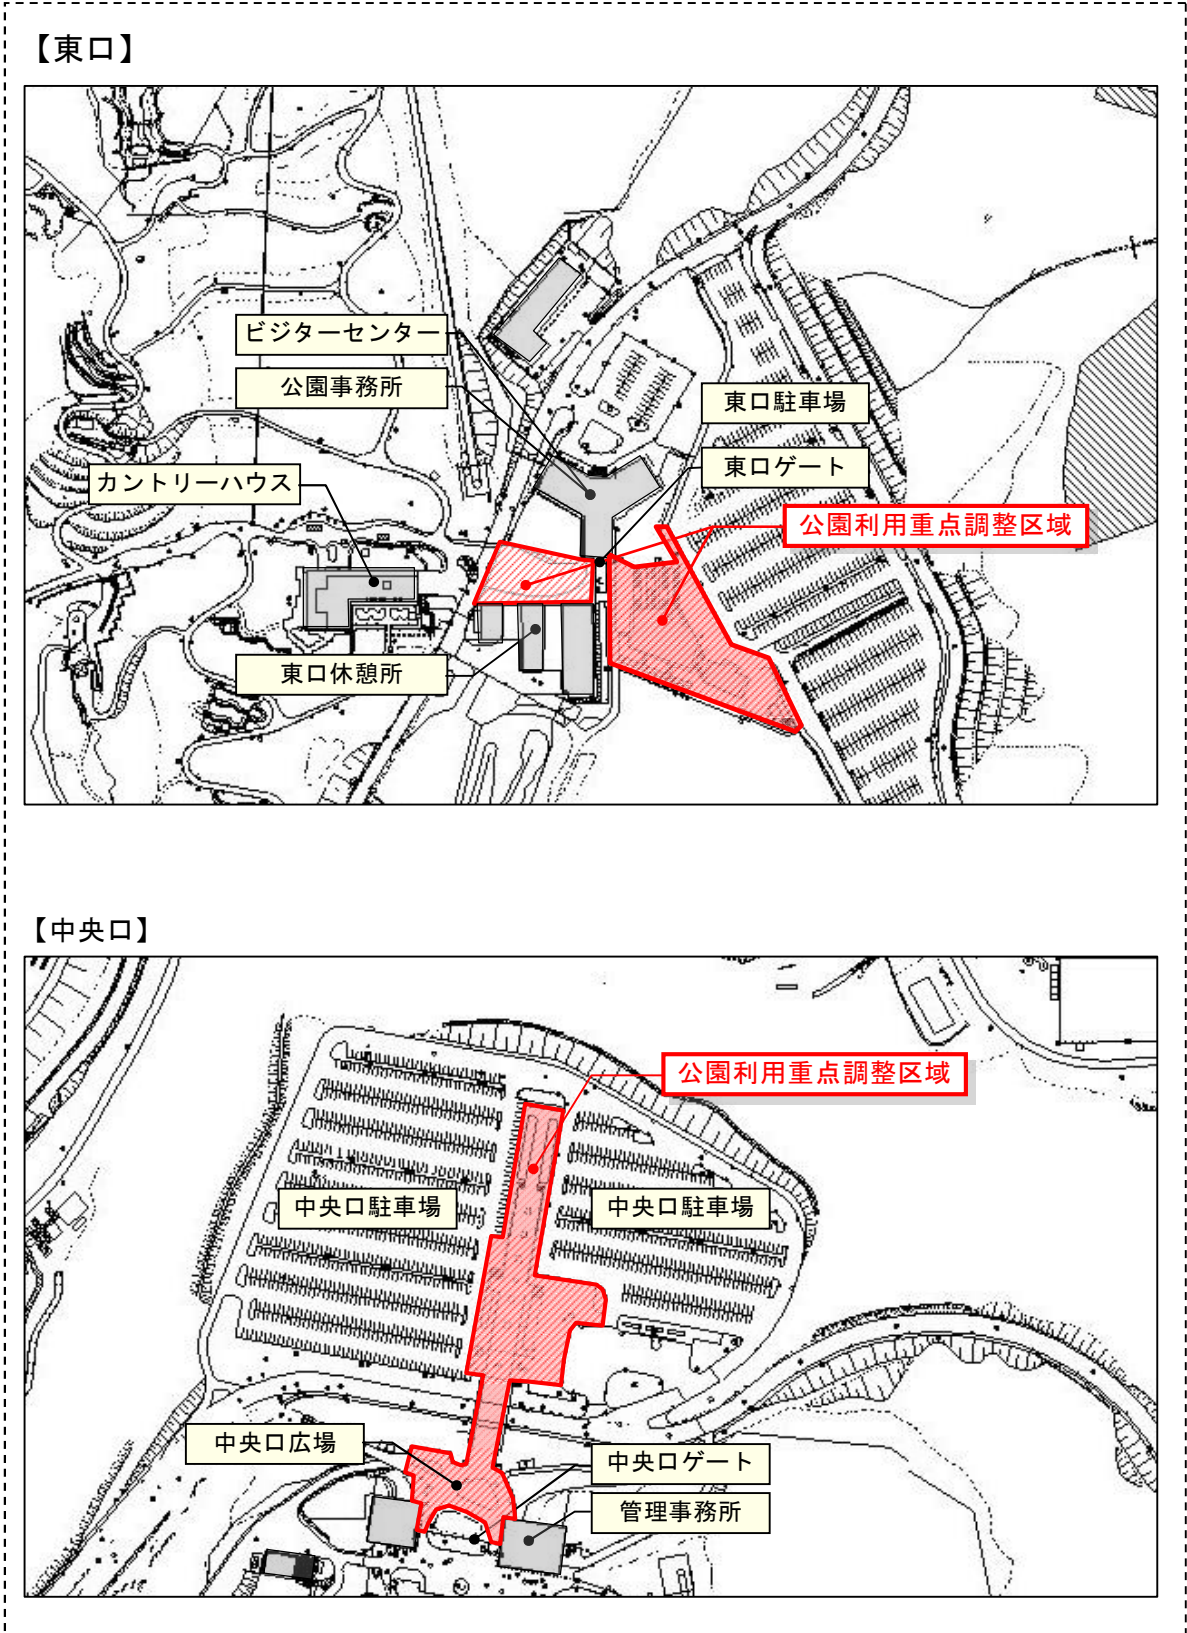 【東口】
ビジターセンター
公園事務所
東口駐車場
東口ゲート
カントリーハウス
公園利用重点調整区域
東口休憩所
【中央口】
公園利用重点調整区域
中央口駐車場
中央口駐車場
中央口広場
中央口ゲート
管理事務所